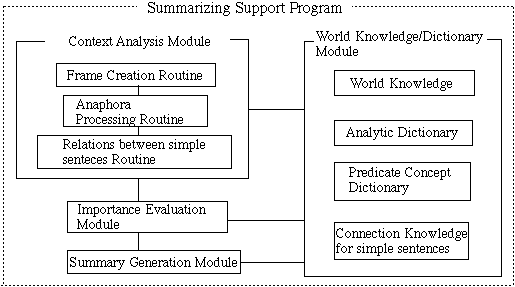 Summarizing Support Program
Context Analysis Module
Frame Creation Routine
Anaphora
Processing Routine
Relations between simple
senteces Routine
Importance Evaluation
Module
Summary Generation Module
World Knowledge/Dictionary
Module
World Knowledge
Analytic Dictionary
Predicate Concept
Dictionary
Connection Knowledge
for simple sentences